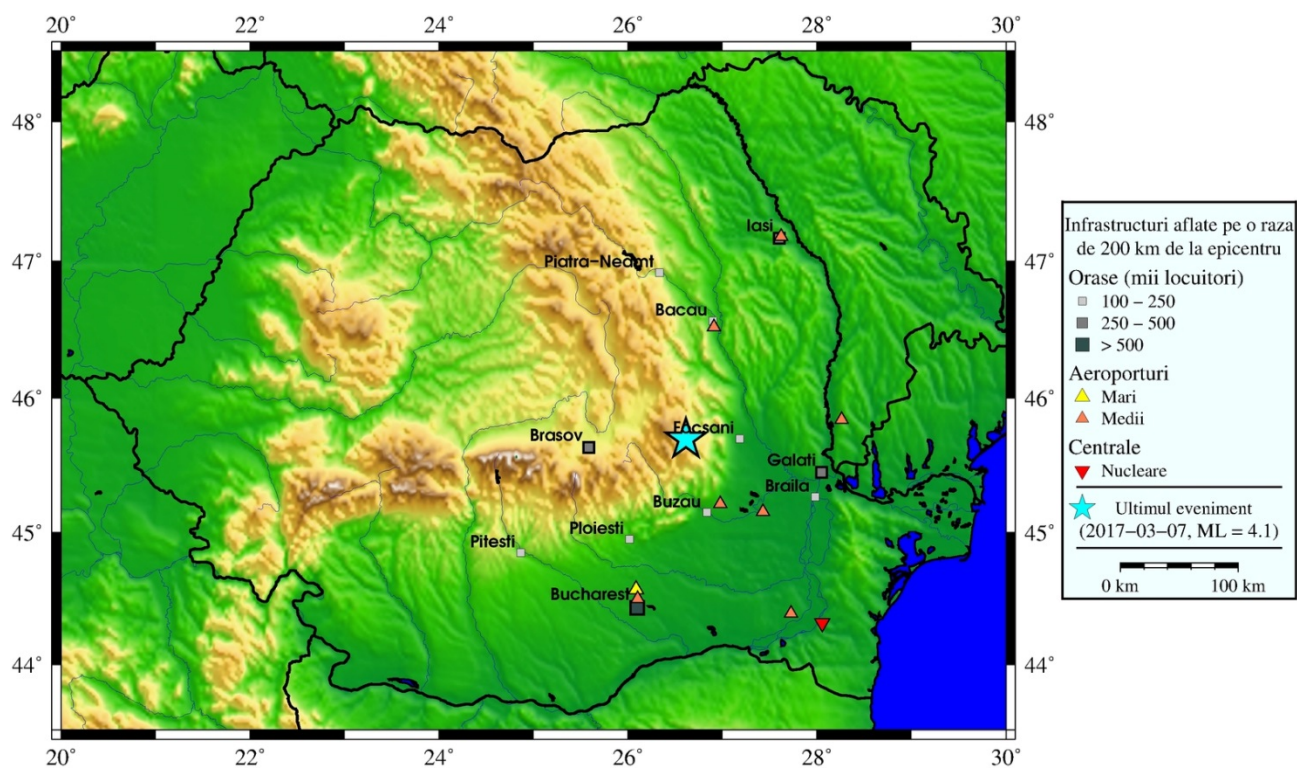 20° 22° 24° 26° 28° 30°
48° 48°
Iasi
47° Piatra–Neamt 47°
Bacau
46° 46°
Focsani
Brasov
Galati
Braila
Buzau
45° Ploiesti 45°
Pitesti
Bucharest
44° 44°
20° 22° 24° 26° 28° 30°
Infrastructuri aflate pe o raza
de 200 km de la epicentru
Orase (mii locuitori)
100 – 250
250 – 500
> 500
Aeroporturi
Mari
Medii
Centrale
Nucleare
Ultimul eveniment
(2017–03–07, ML = 4.1)
0 km 100 km